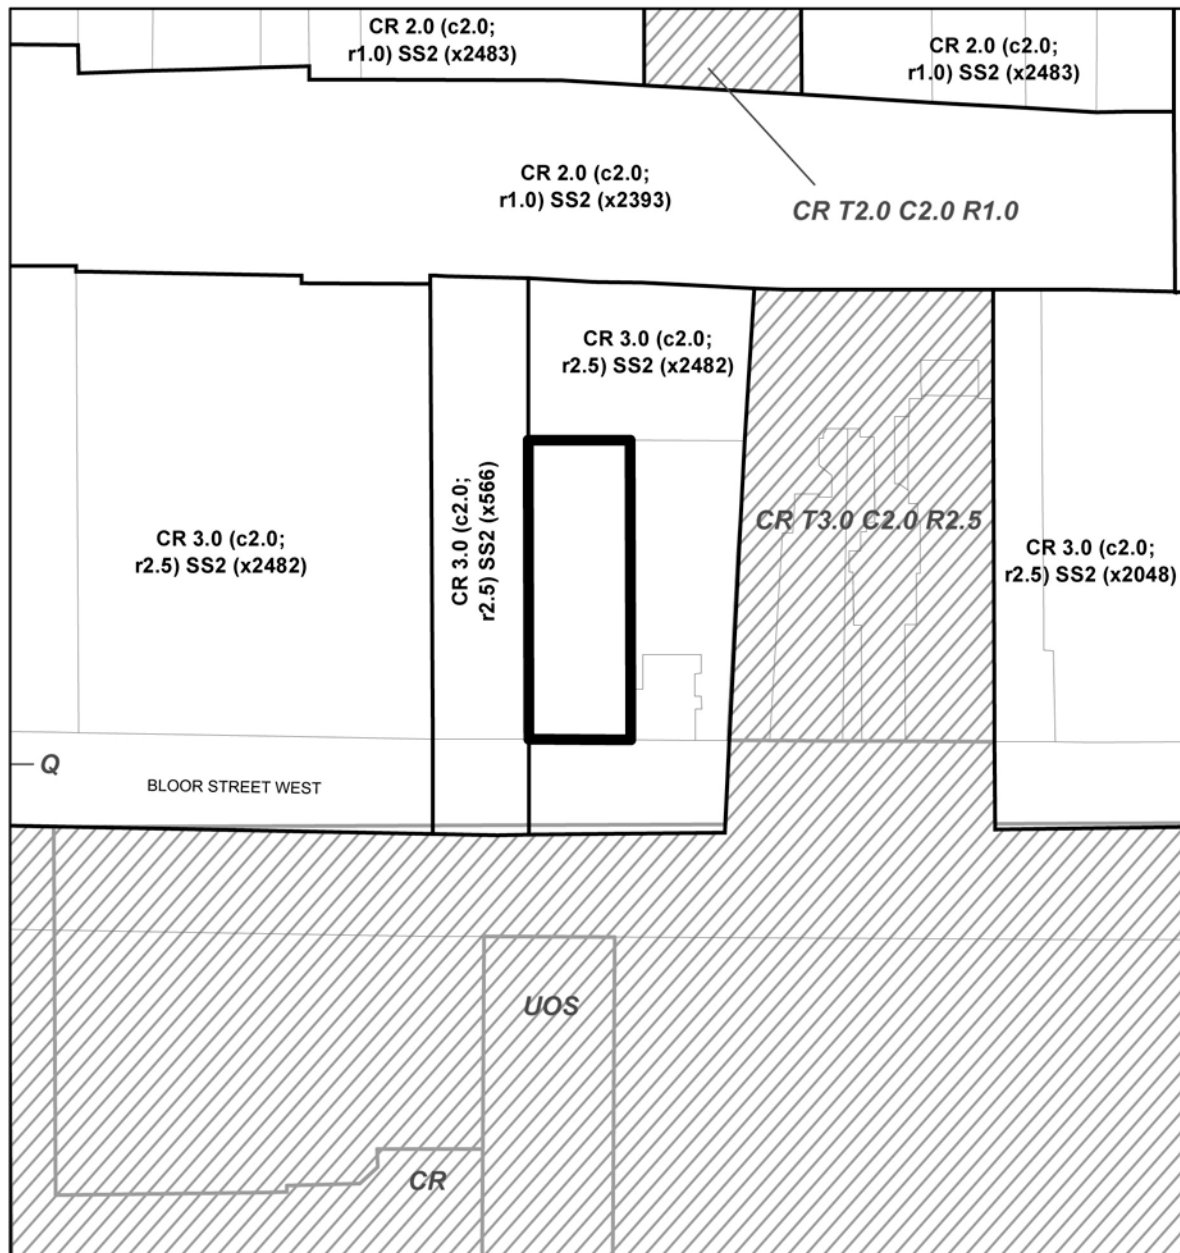 CR 2.0 (c2.0;
r1.0) SS2 (x2483)
CR 2.0 (c2.0;
r1.0) SS2 (x2483)
CR 2.0 (c2.0;
r1.0) SS2 (x2393)
CR T2.0 C2.0 R1.0
CR 3.0 (c2.0;
r2.5) SS2 (x2482)
CR 3.0 (c2.0;
r2.5) SS2 (x566)
CR T3.0 C2.0 R2.5
CR 3.0 (c2.0;
r2.5) SS2 (x2482)
CR 3.0 (c2.0;
r2.5) SS2 (x2048)
Q
BLOOR STREET WEST
UOS
CR